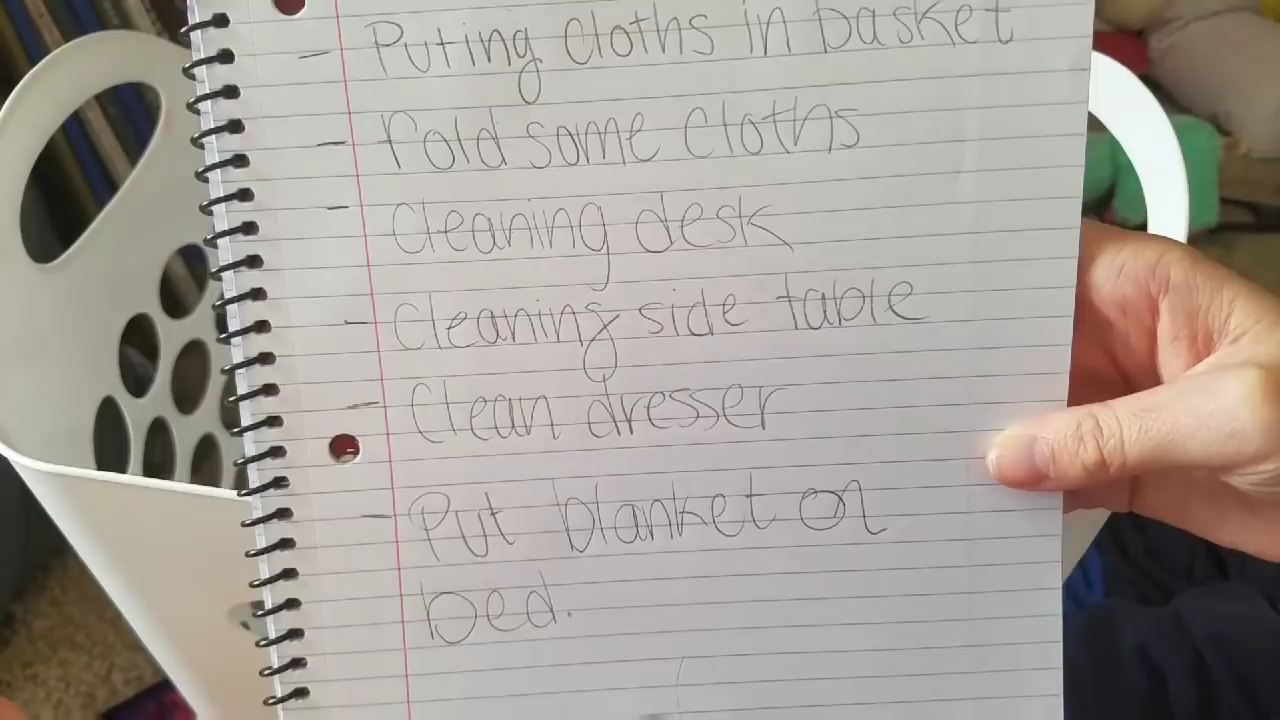 - Puting cloths in basket
- Fold some cloths
- Cleaning desk
- Cleaning side table
- Clean dresser
- Put blanket on
bed.